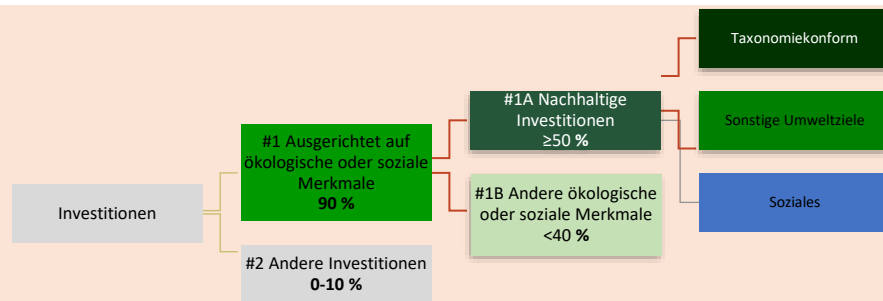 Investitionen
#1 Ausgerichtet auf
ökologische oder soziale
Merkmale
90 %
#2 Andere Investitionen
0-10 %
#1A Nachhaltige
Investitionen
≥50 %
#1B Andere ökologische
oder soziale Merkmale
<40 %
Taxonomiekonform
Sonstige Umweltziele
Soziales